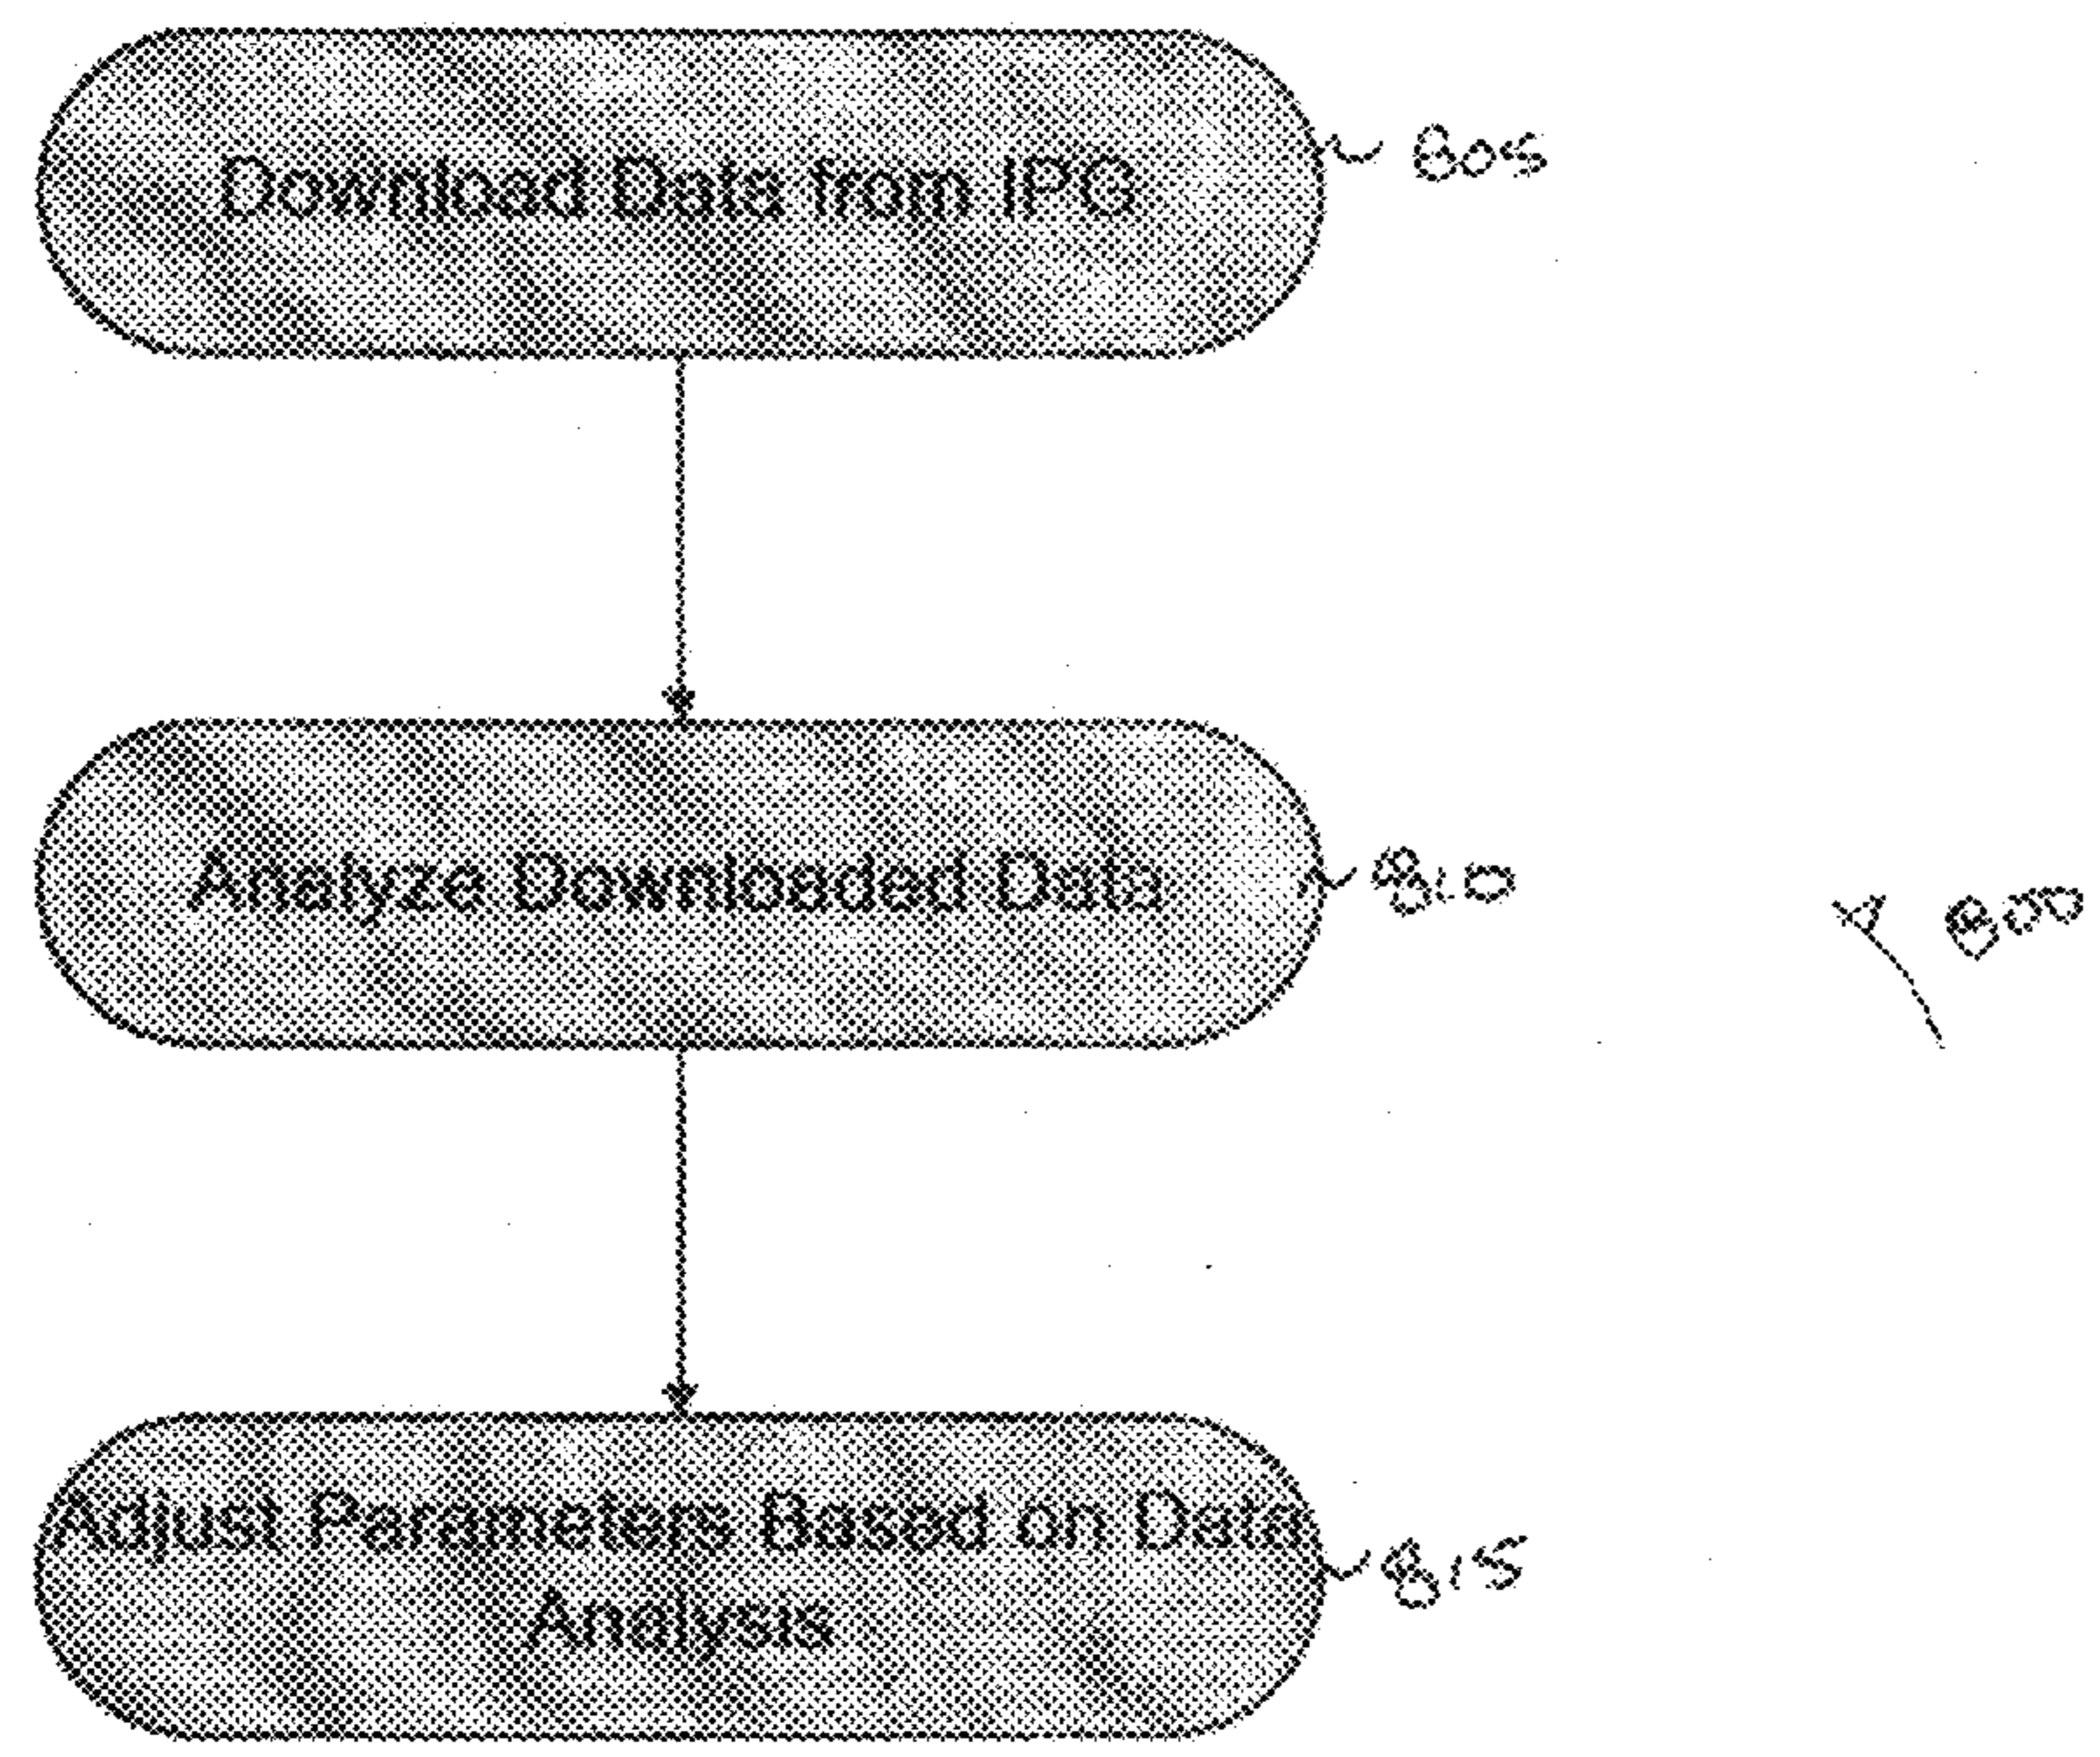 Download Data from IPG
805
Analyze Downloaded Data
810
800
Adjust Parameters Based on Data
Analysis
815